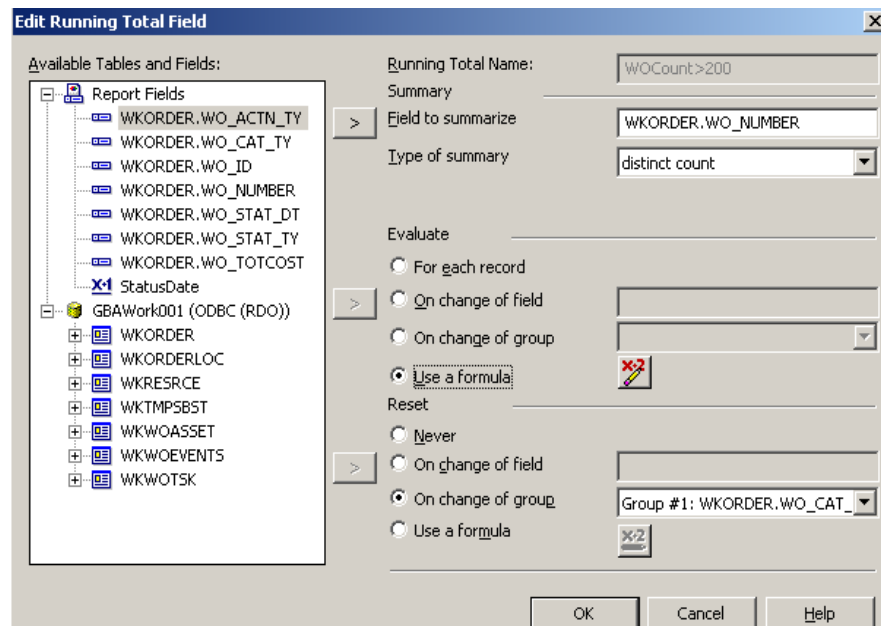 Edit Running Total Field
Available Tables and Fields:
Report Fields
WKORDER.WO_ACTN_TY
WKORDER.WO_CAT_TY
WKORDER.WO_ID
WKORDER.WO_NUMBER
WKORDER.WO_STAT_DT
WKORDER.WO_STAT_TY
WKORDER.WO_TOTCOST
X+1 StatusDate
GBAWork001 (ODBC (RDO))
WKORDER
WKORDERLOC
WKRESRCE
WKTMPSBST
WKWOASSET
WKWOEVENTS
WKWOTSK
>
>
>
Running Total Name: WOCount>200
Summary
Field to summarize WKORDER.WO_NUMBER
Type of summary distinct count
Evaluate
For each record
On change of field
On change of group
Use a formula X+2
Reset
Never
On change of field
On change of group Group #1: WKORDER.WO_CAT_
Use a formula X+2
OK Cancel Help